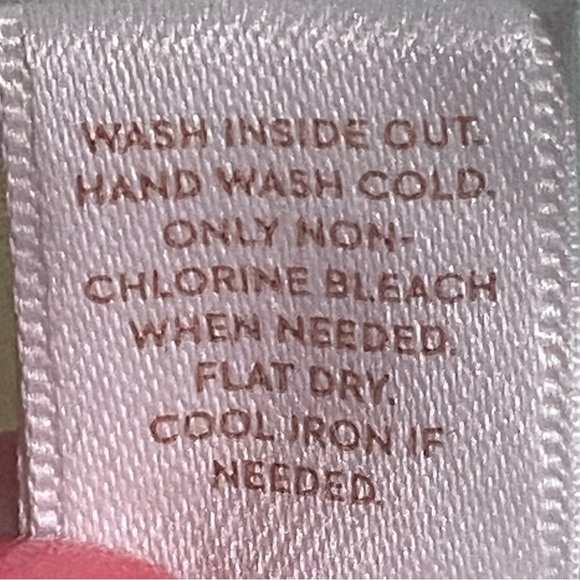 WASH INSIDE OUT.
HAND WASH COLD.
ONLY NON-
CHLORINE BLEACH
WHEN NEEDED.
FLAT DRY.
COOL IRON IF
NEEDED.